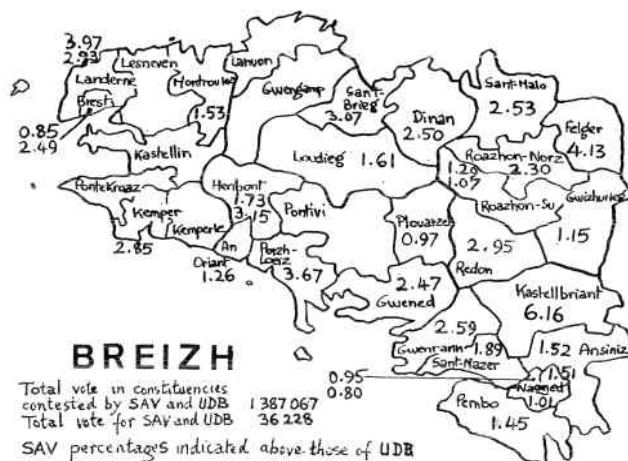 3.97
2.93
Lesneven
Lanuon
Landerne
Montroulez
Gwengamp
Sant-Malo
Brest
Sant-
Brieg
3.07
Dinan
2.50
2.53
1.53
Felger
4.13
0.85
2.49
Kastellin
Loudieg 1.61
Roazhon-Norz
1.20
1.07
2.30
PonteKroaz
Henbont
1.73
3.15
Pontivi
Roazhon-Su
Kemper
Kemperle
Plouarzel
0.97
2.95
1.15
2.85
An
Oriant
1.26
Porzh-
Loeiz
3.67
Redon
2.47
Gwened
Kastellbriant
6.16
2.59
Gwenrann
1.89
Sant-Nazer
1.52
Ansiniz
1.51
0.95
0.80
Naoned
1.01
Pembo
1.45
BREIZH
Total vote in constituencies
contested by SAV and UDB 1 387 067
Total vote for SAV and UDB 36 228
SAV percentages indicated above those of UDB